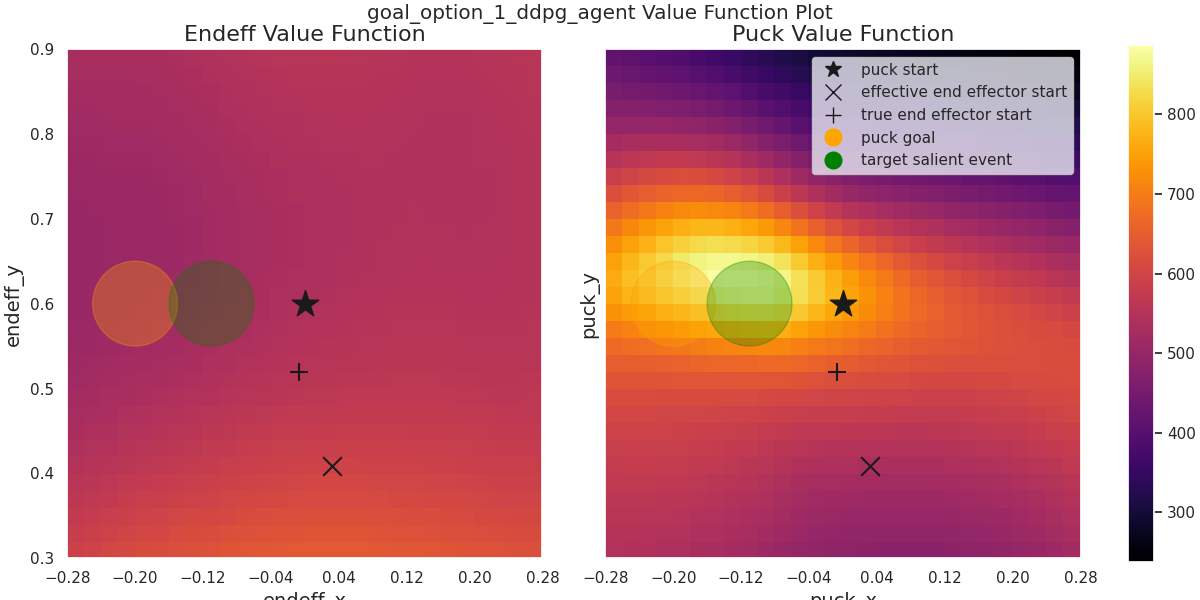 goal_option_1_ddpg_agent Value Function Plot
Endeff Value Function
Puck Value Function
endeff_y
0.9
0.8
0.7
0.6
0.5
0.4
0.3
−0.28 −0.20 −0.12 −0.04 0.04 0.12 0.20 0.28
endeff_x
puck_y
puck start
effective end effector start
true end effector start
puck goal
target salient event
−0.28 −0.20 −0.12 −0.04 0.04 0.12 0.20 0.28
puck_x
800
700
600
500
400
300